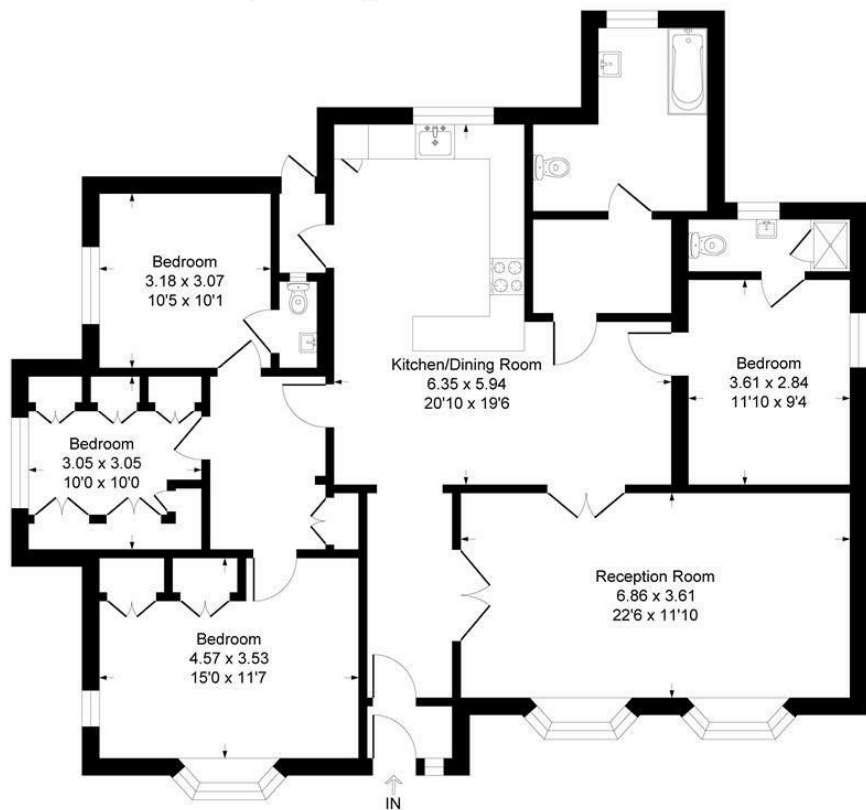 Bedroom
3.18 x 3.07
10'5 x 10'1
Kitchen/Dining Room
6.35 x 5.94
20'10 x 19'6
Bedroom
3.61 x 2.84
11'10 x 9'4
Bedroom
3.05 x 3.05
10'0 x 10'0
Reception Room
6.86 x 3.61
22'6 x 11'10
Bedroom
4.57 x 3.53
15'0 x 11'7
IN